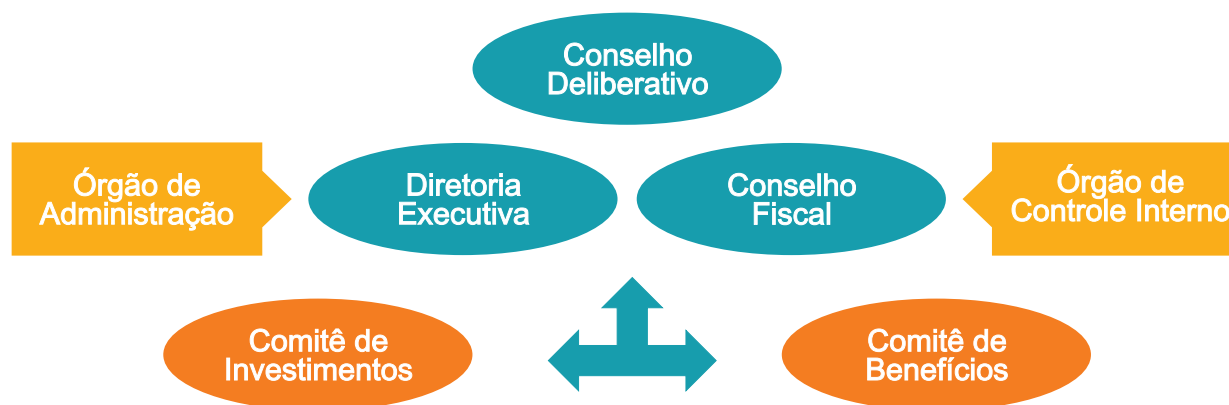 Conselho
Deliberativo
Órgão de
Administração
Diretoria
Executiva
Conselho
Fiscal
Órgão de
Controle Interno
Comitê de
Investimentos
Comitê de
Benefícios